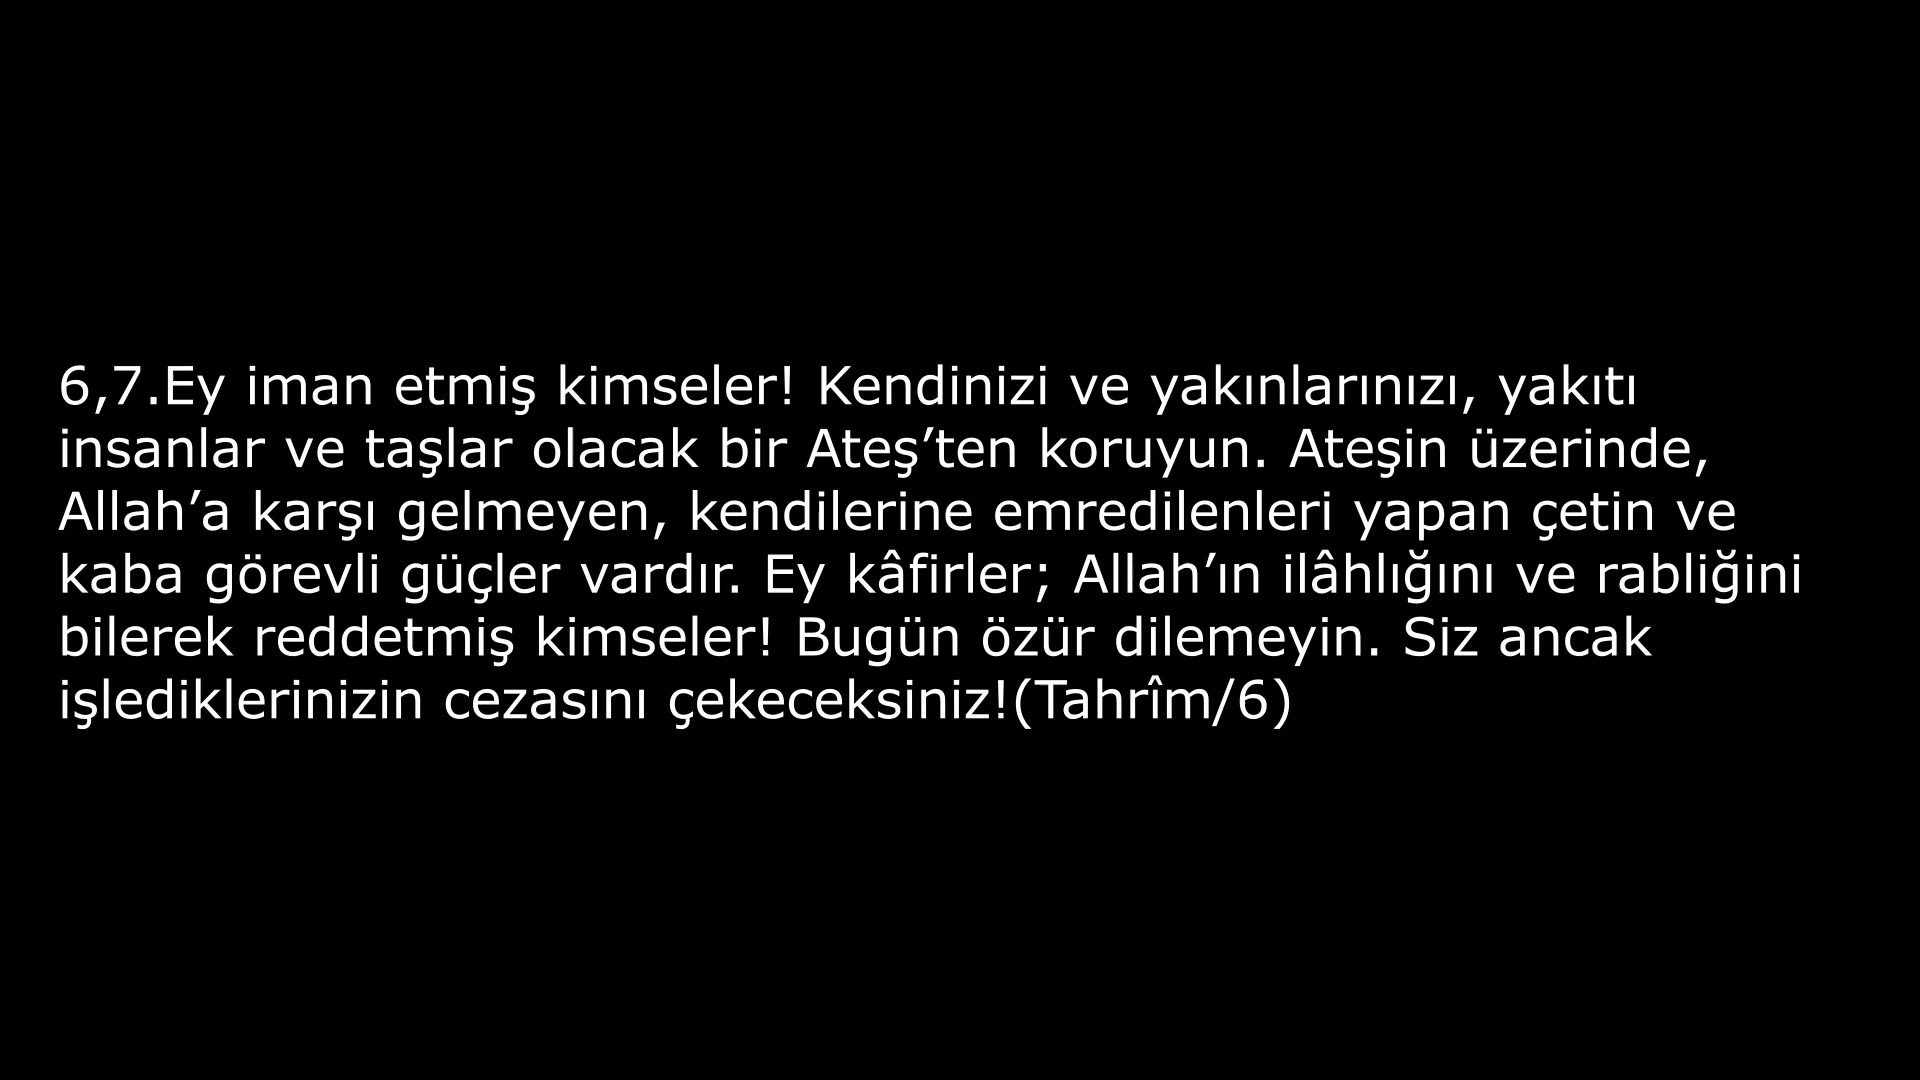 6,7.Ey iman etmiş kimseler! Kendinizi ve yakınlarınızı, yakıtı
insanlar ve taşlar olacak bir Ateş’ten koruyun. Ateşin üzerinde,
Allah’a karşı gelmeyen, kendilerine emredilenleri yapan çetin ve
kaba görevli güçler vardır. Ey kâfirler; Allah’ın ilâhlığını ve rabliğini
bilerek reddetmiş kimseler! Bugün özür dilemeyin. Siz ancak
işlediklerinizin cezasını çekeceksiniz!(Tahrîm/6)